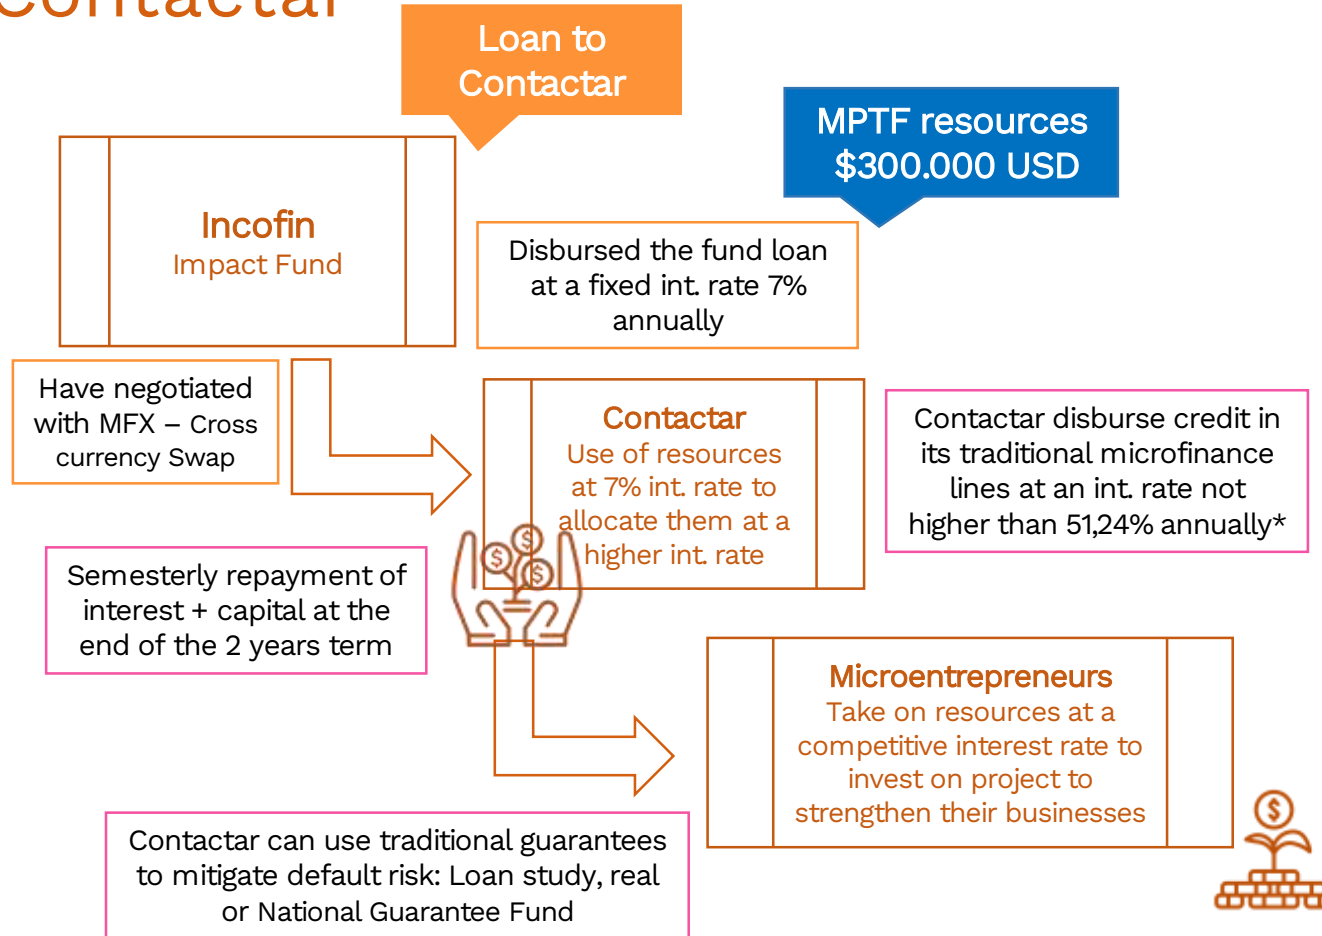 Contactar
Loan to
Contactar
MPTF resources
$300.000 USD
Incofin
Impact Fund
Disbursed the fund loan
at a fixed int. rate 7%
annually
Have negotiated
with MFX – Cross
currency Swap
Contactar
Use of resources
at 7% int. rate to
allocate them at a
higher int. rate
Contactar disburse credit in
its traditional microfinance
lines at an int. rate not
higher than 51,24% annually*
Semesterly repayment of
interest + capital at the
end of the 2 years term
Microentrepreneurs
Take on resources at a
competitive interest rate to
invest on project to
strengthen their businesses
Contactar can use traditional guarantees
to mitigate default risk: Loan study, real
or National Guarantee Fund
$
$
$
$